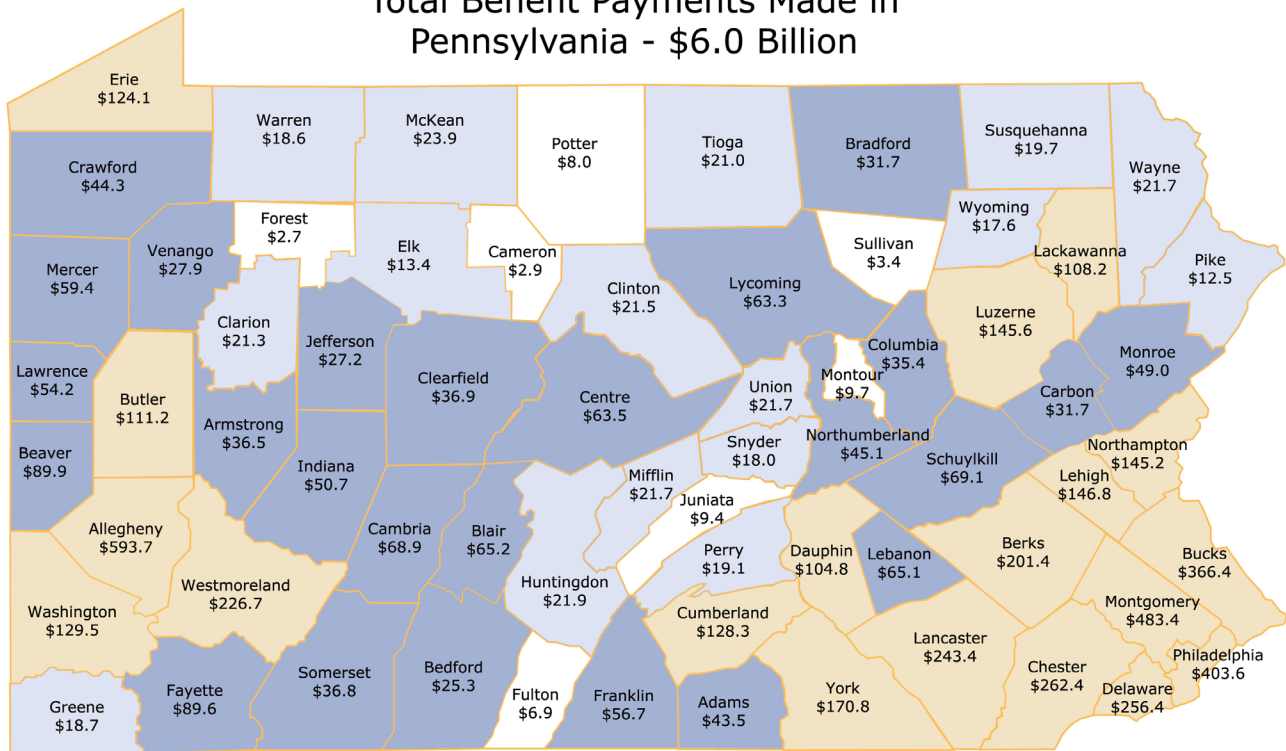 Total Benefit Payments Made in
Pennsylvania - $6.0 Billion
Erie
$124.1
Warren
$18.6
McKean
$23.9
Potter
$8.0
Tioga
$21.0
Bradford
$31.7
Susquehanna
$19.7
Wayne
$21.7
Crawford
$44.3
Forest
$2.7
Wyoming
$17.6
Venango
$27.9
Elk
$13.4
Cameron
$2.9
Sullivan
$3.4
Lackawanna
$108.2
Pike
$12.5
Mercer
$59.4
Clinton
$21.5
Lycoming
$63.3
Clarion
$21.3
Luzerne
$145.6
Jefferson
$27.2
Columbia
$35.4
Monroe
$49.0
Lawrence
$54.2
Clearfield
$36.9
Montour
$9.7
Butler
$111.2
Centre
$63.5
Union
$21.7
Carbon
$31.7
Armstrong
$36.5
Northumberland
$45.1
Northampton
$145.2
Beaver
$89.9
Snyder
$18.0
Indiana
$50.7
Schuylkill
$69.1
Mifflin
$21.7
Lehigh
$146.8
Juniata
$9.4
Allegheny
$593.7
Cambria
$68.9
Blair
$65.2
Perry
$19.1
Dauphin
$104.8
Lebanon
$65.1
Berks
$201.4
Bucks
$366.4
Westmoreland
$226.7
Huntingdon
$21.9
Montgomery
$483.4
Washington
$129.5
Cumberland
$128.3
Lancaster
$243.4
Philadelphia
$403.6
Somerset
$36.8
Bedford
$25.3
Chester
$262.4
Fayette
$89.6
Fulton
$6.9
Franklin
$56.7
Adams
$43.5
York
$170.8
Delaware
$256.4
Greene
$18.7